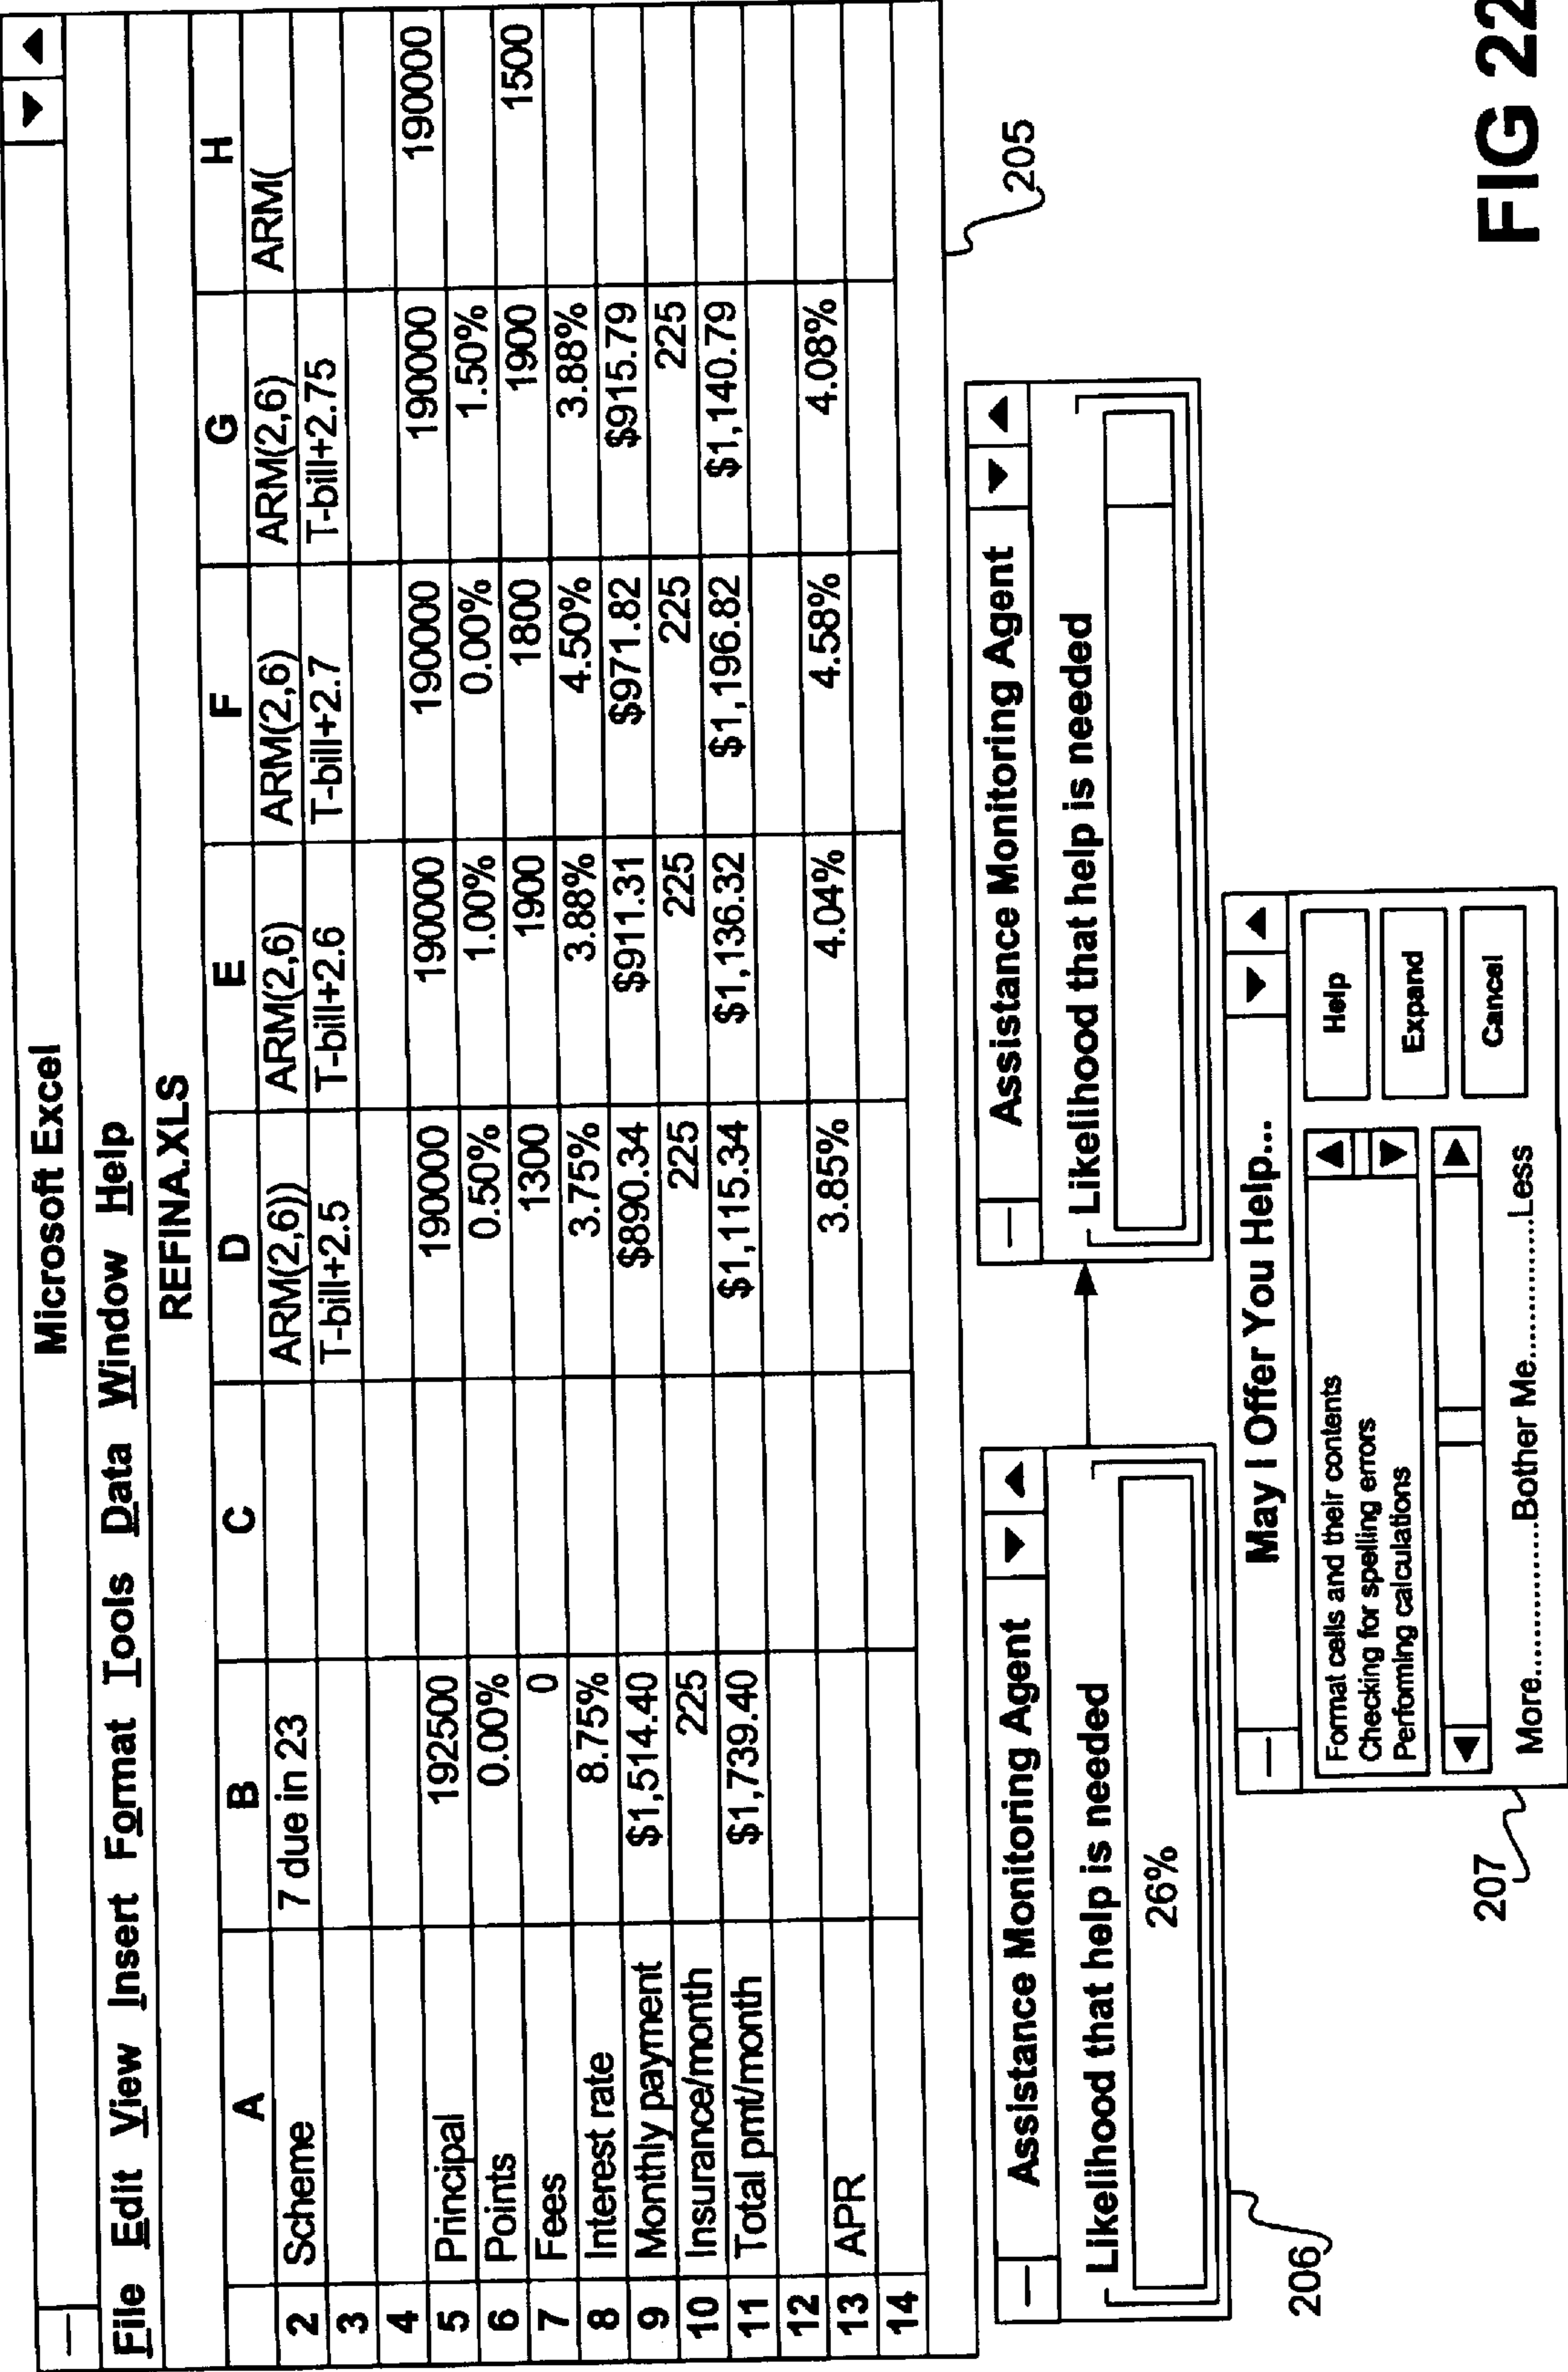 Microsoft Excel
File Edit View Insert Format Tools Data Window Help
REFINA.XLS
A B C D E F G H
2 Scheme 7 due in 23 ARM(2,6)) ARM(2,6) ARM(2,6) ARM(2,6) ARM(
3 T-bill+2.5 T-bill+2.6 T-bill+2.7 T-bill+2.75
4
5 Principal 192500 190000 190000 190000 190000 190000
6 Points 0.00% 0.50% 1.00% 0.00% 1.50%
7 Fees 0 1300 1900 1800 1900 1500
8 Interest rate 8.75% 3.75% 3.88% 4.50% 3.88%
9 Monthly payment $1,514.40 $890.34 $911.31 $971.82 $915.79
10 Insurance/month 225 225 225 225 225
11 Total pmt/month $1,739.40 $1,115.34 $1,136.32 $1,196.82 $1,140.79
12
13 APR 3.85% 4.04% 4.58% 4.08%
14
205
Assistance Monitoring Agent
Likelihood that help is needed
26%
206
Assistance Monitoring Agent
Likelihood that help is needed
May I Offer You Help...
Format cells and their contents
Checking for spelling errors
Performing calculations
Help
Expand
Cancel
More...............Bother Me...............Less
207
FIG 22